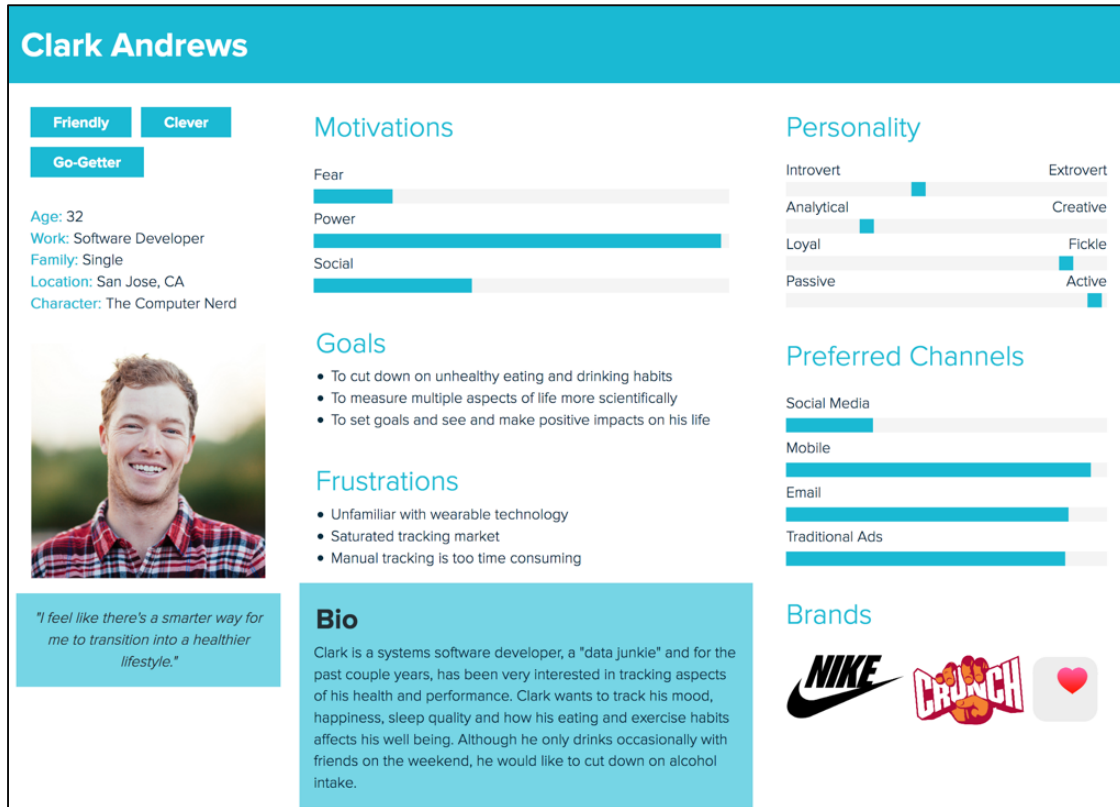 Clark Andrews
Friendly
Clever
Go-Getter
Age: 32
Work: Software Developer
Family: Single
Location: San Jose, CA
Character: The Computer Nerd
"I feel like there's a smarter way for
me to transition into a healthier
lifestyle."
Motivations
Fear
Power
Social
Goals
• To cut down on unhealthy eating and drinking habits
• To measure multiple aspects of life more scientifically
• To set goals and see and make positive impacts on his life
Frustrations
• Unfamiliar with wearable technology
• Saturated tracking market
• Manual tracking is too time consuming
Bio
Clark is a systems software developer, a "data junkie" and for the
past couple years, has been very interested in tracking aspects
of his health and performance. Clark wants to track his mood,
happiness, sleep quality and how his eating and exercise habits
affects his well being. Although he only drinks occasionally with
friends on the weekend, he would like to cut down on alcohol
intake.
Personality
Introvert Extrovert
Analytical Creative
Loyal Fickle
Passive Active
Preferred Channels
Social Media
Mobile
Email
Traditional Ads
Brands
NIKE
CRUNCH